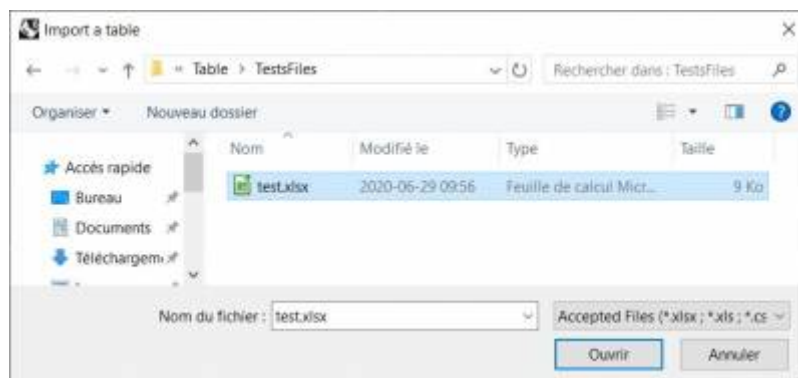 Import a table
« Table > TestsFiles
Rechercher dans : TestsFiles
Organiser
Nouveau dossier
Nom
Modifié le
Type
Taille
Accès rapide
Bureau
Documents
Téléchargem
test.xlsx
2020-06-29 09:56
Feuille de calcul Micr...
9 Ko
Nom du fichier :
test.xlsx
Accepted Files (*.xlsx ; *.xls ; *.cs
Ouvrir
Annuler